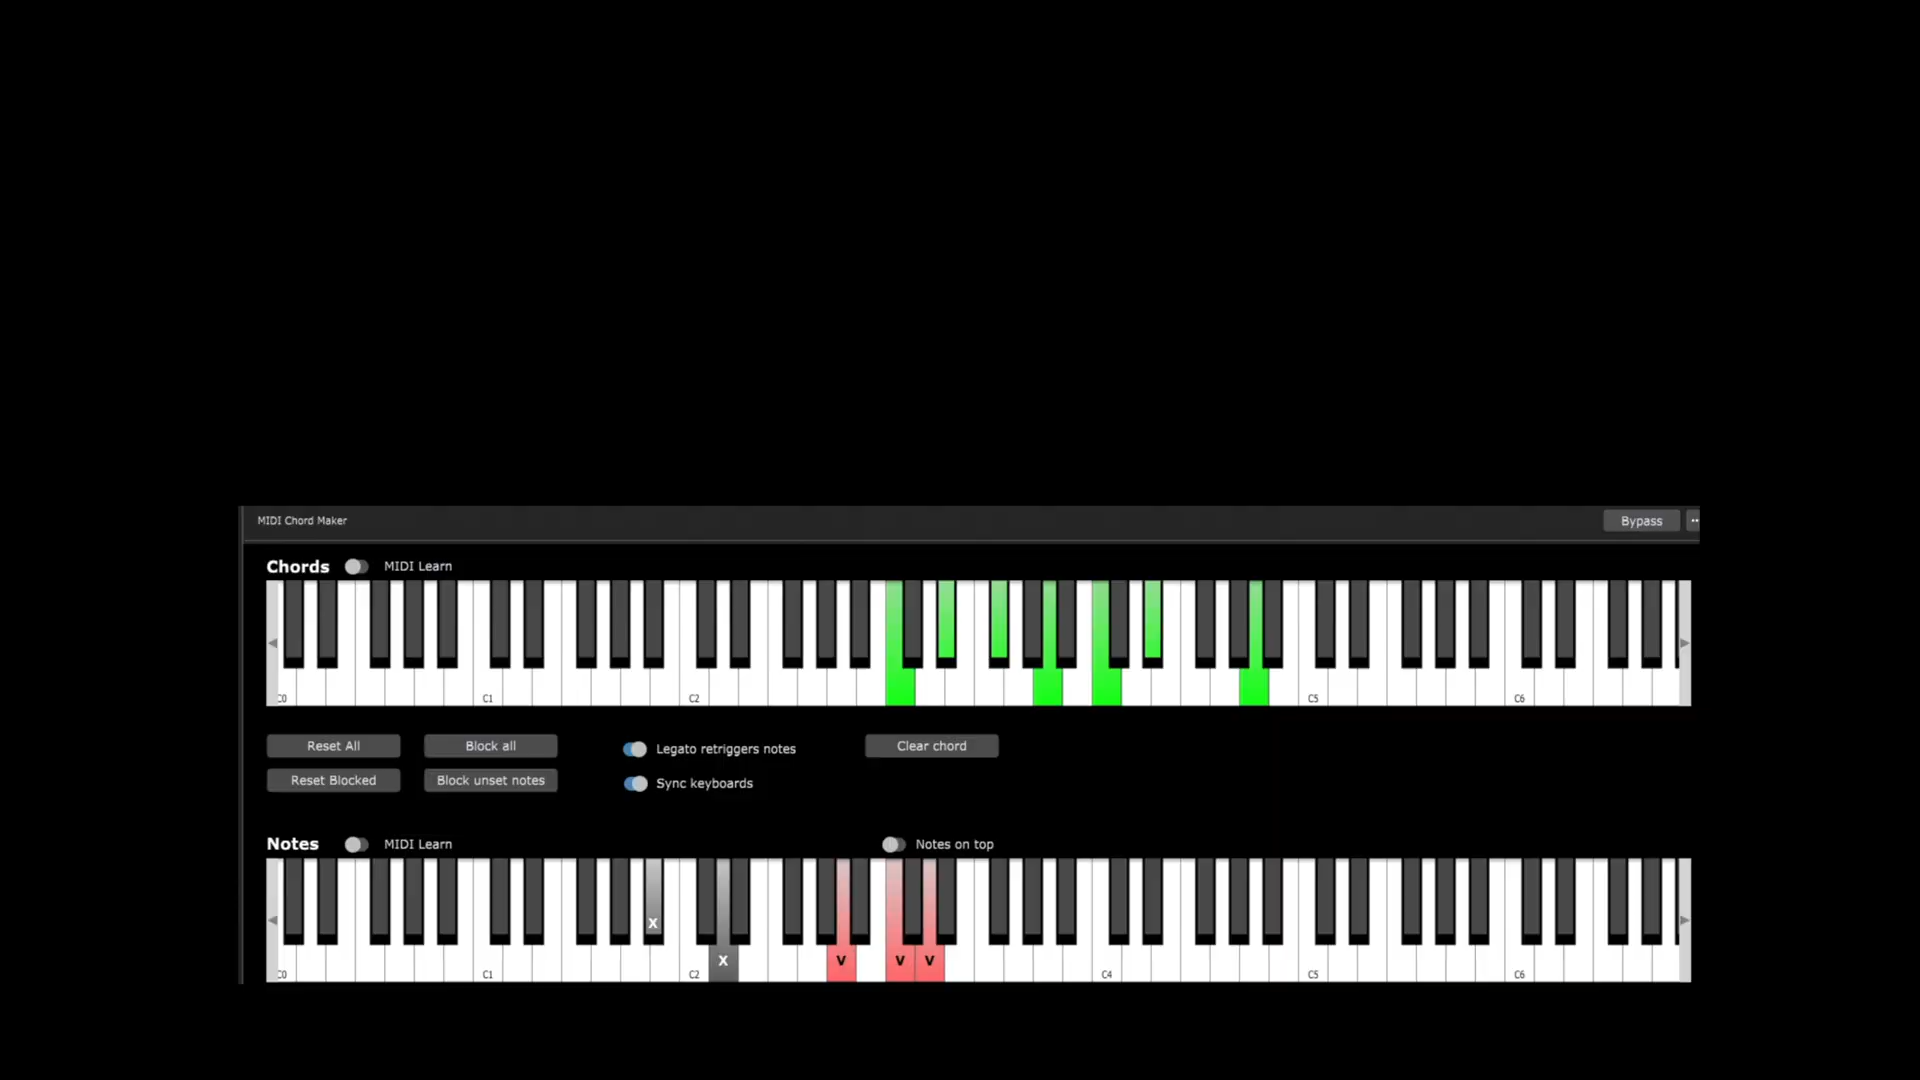 MIDI Chord Maker
Bypass
Chords MIDI Learn
C1 C2 C5 C6
Reset All Block all Legato retriggers notes Clear chord
Reset Blocked Block unset notes Sync keyboards
Notes MIDI Learn Notes on top
X
X V V V
C1 C2 C4 C5 C6